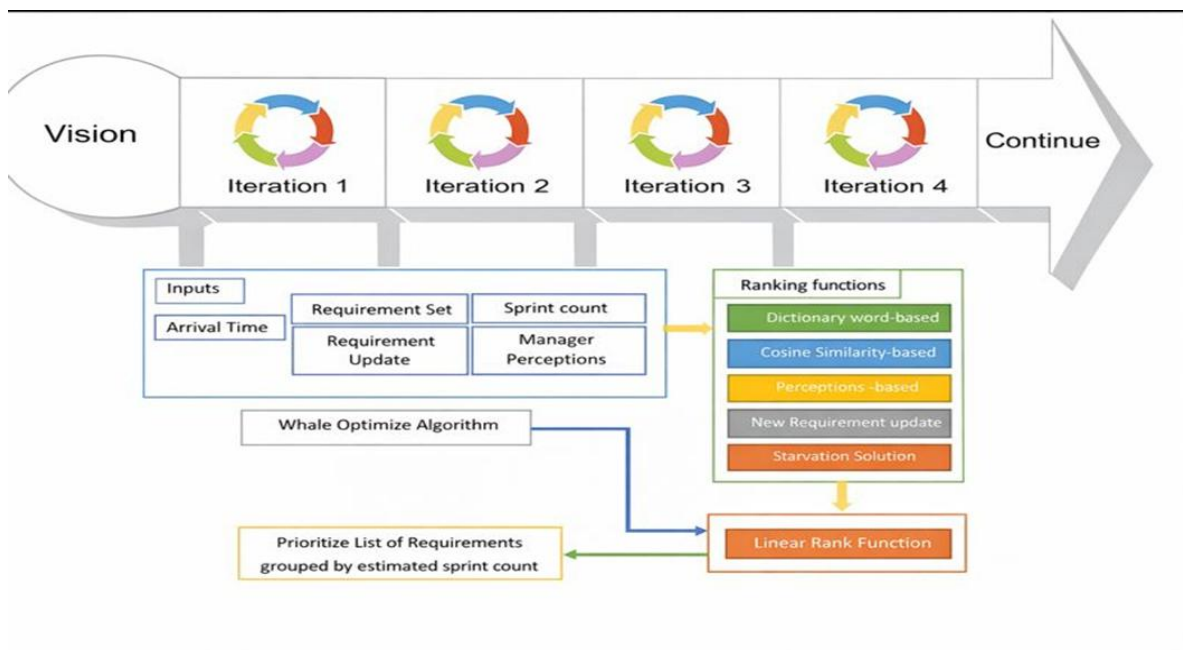 Vision
Iteration 1
Iteration 2
Iteration 3
Iteration 4
Continue
Inputs
Arrival Time
Requirement Set
Sprint count
Requirement
Update
Manager
Perceptions
Ranking functions
Dictionary word-based
Cosine Similarity-based
Perceptions -based
New Requirement update
Starvation Solution
Whale Optimize Algorithm
Linear Rank Function
Prioritize List of Requirements
grouped by estimated sprint count